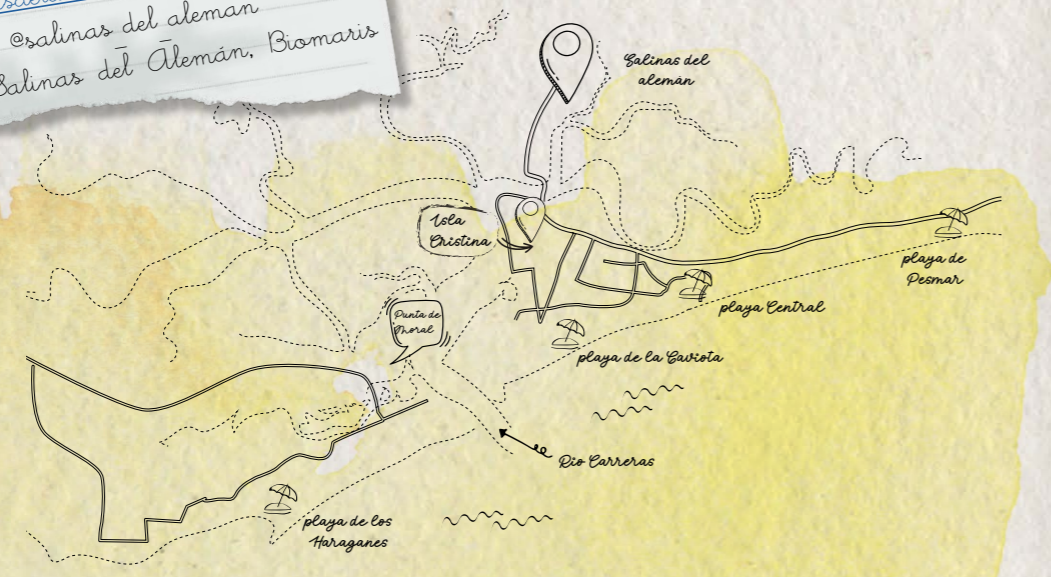 @salinas del aleman
Salinas del Alemán, Biomaris
Salinas del
alemán
Isla
Cristina
playa de
Pesmar
playa Central
Punta de
Moral
playa de la Gaviota
Rio Carreras
playa de los
Haraganes